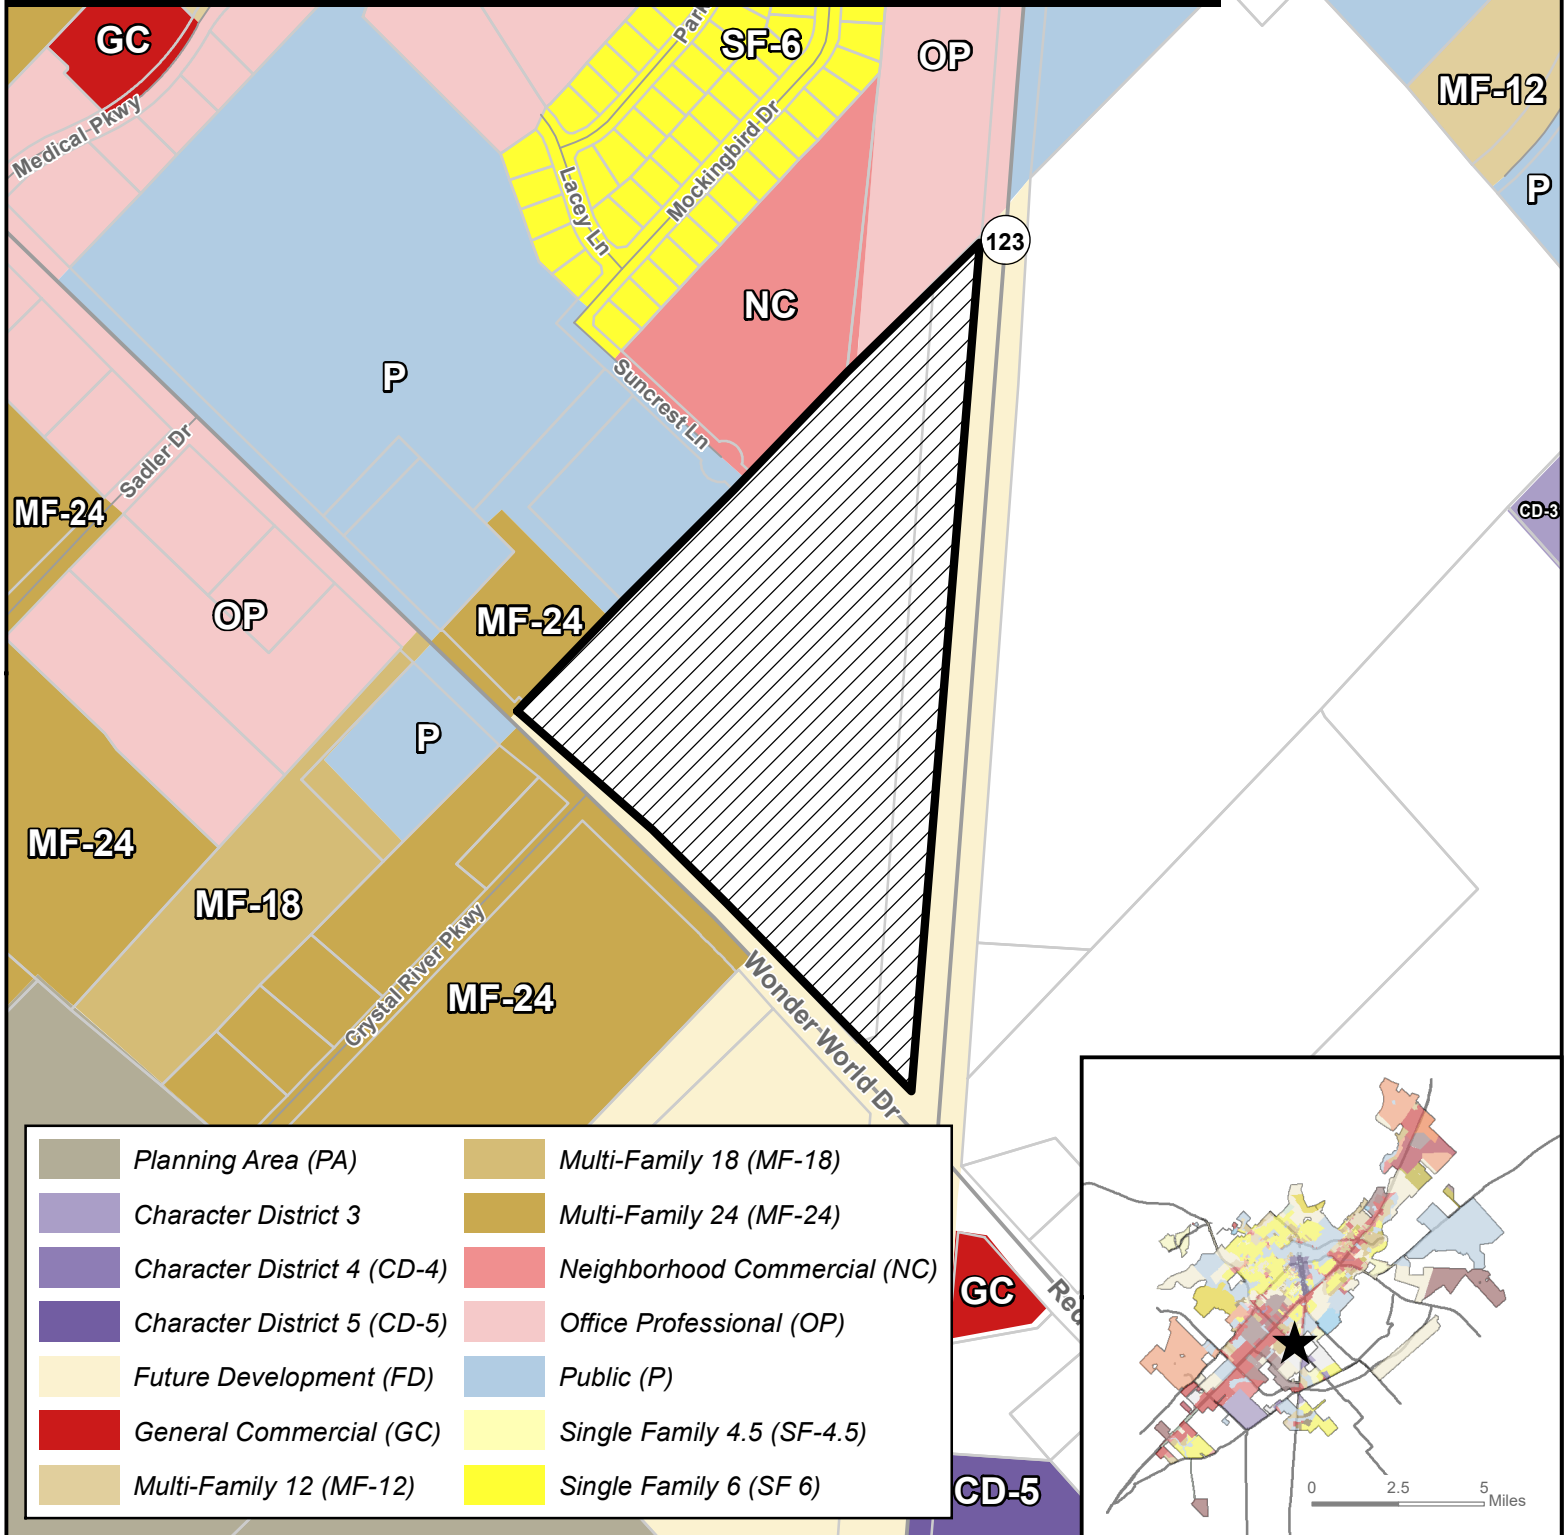 GC
SF-6
OP
MF-12
P
Park
Medical Pkwy
Mockingbird Dr
Lacey Ln
123
NC
P
Suncrest Ln
Sadler Dr
MF-24
CD-3
OP
MF-24
P
MF-24
MF-18
Crystal River Pkwy
MF-24
Wonder World Dr
GC
Red
CD-5
Planning Area (PA)
Character District 3
Character District 4 (CD-4)
Character District 5 (CD-5)
Future Development (FD)
General Commercial (GC)
Multi-Family 12 (MF-12)
Multi-Family 18 (MF-18)
Multi-Family 24 (MF-24)
Neighborhood Commercial (NC)
Office Professional (OP)
Public (P)
Single Family 4.5 (SF-4.5)
Single Family 6 (SF 6)
0 2.5 5
Miles